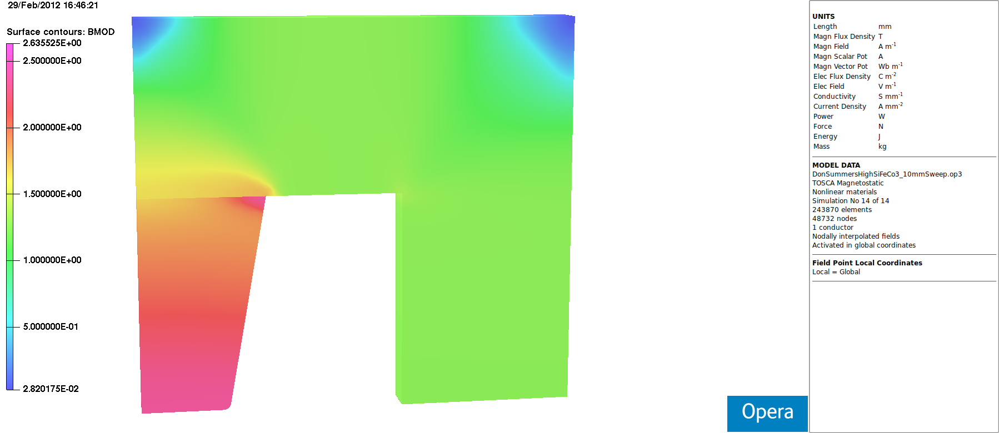 29/Feb/2012 16:46:21
Surface contours: BMOD
2.635525E+00
2.500000E+00
2.000000E+00
1.500000E+00
1.000000E+00
5.000000E-01
2.820175E-02
UNITS
Length mm
Magn Flux Density T
Magn Field A m⁻¹
Magn Scalar Pot A
Magn Vector Pot Wb m⁻¹
Elec Flux Density C m⁻²
Elec Field V m⁻¹
Conductivity S mm⁻¹
Current Density A mm⁻²
Power W
Force N
Energy J
Mass kg
MODEL DATA
DonSummersHighSiFeCo3_10mmSweep.op3
TOSCA Magnetostatic
Nonlinear materials
Simulation No 14 of 14
243870 elements
48732 nodes
1 conductor
Nodally interpolated fields
Activated in global coordinates
Field Point Local Coordinates
Local = Global
Opera